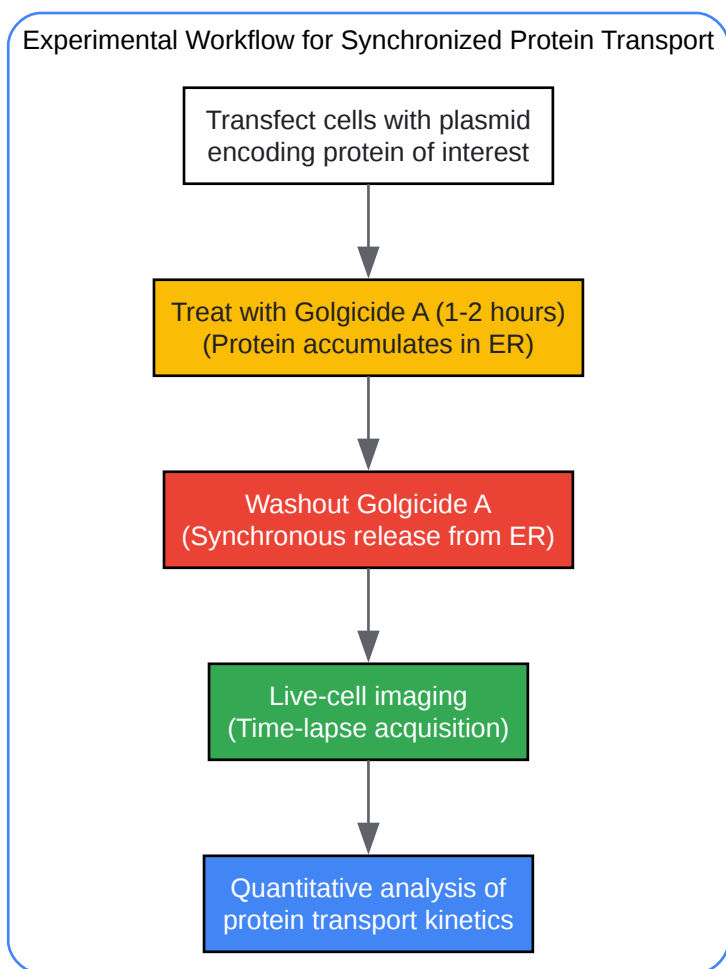 Experimental Workflow for Synchronized Protein Transport
Transfect cells with plasmid
encoding protein of interest
Treat with Golgicide A (1-2 hours)
(Protein accumulates in ER)
Washout Golgicide A
(Synchronous release from ER)
Live-cell imaging
(Time-lapse acquisition)
Quantitative analysis of
protein transport kinetics